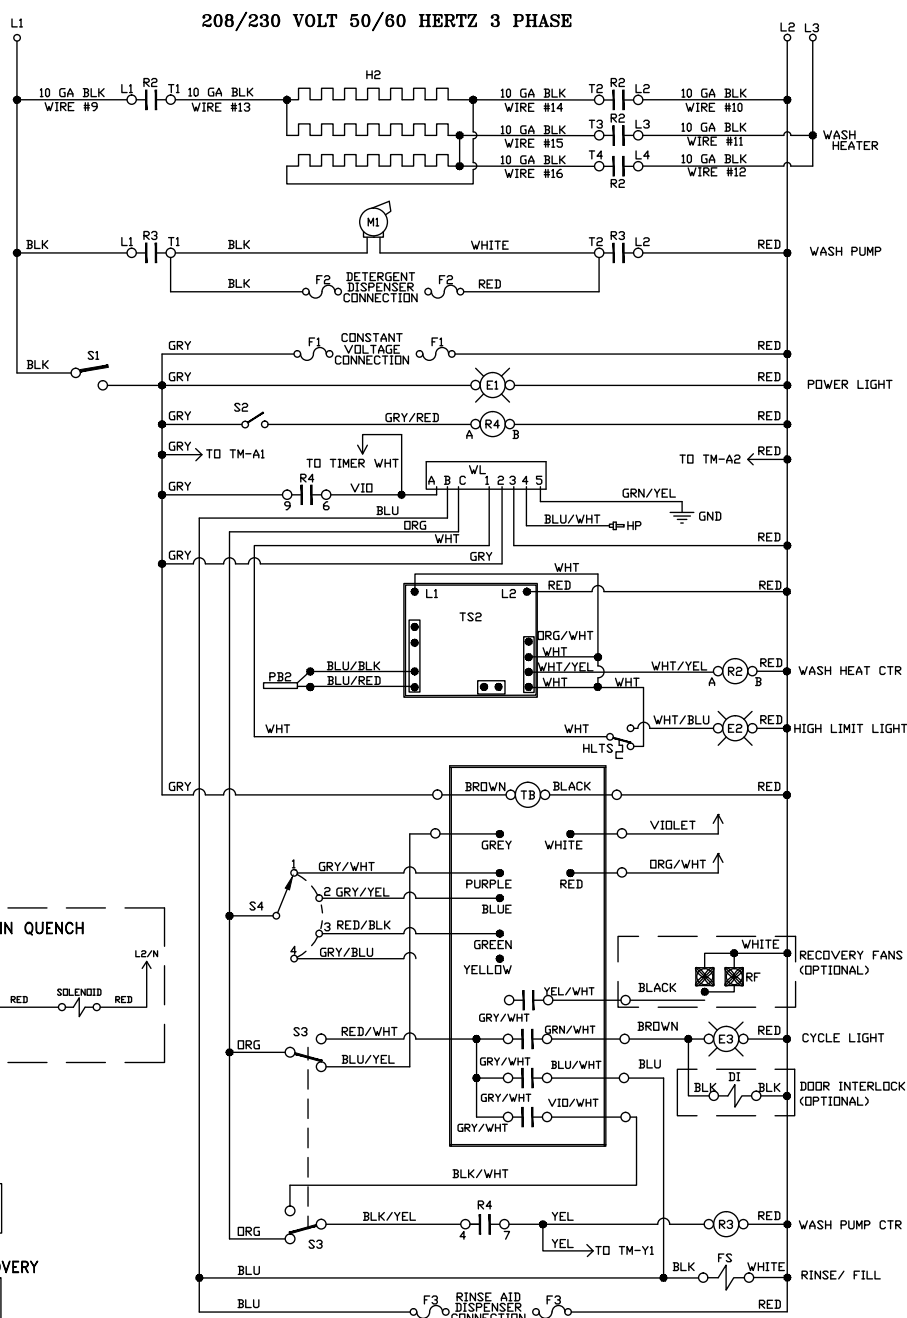 208/230 VOLT 50/60 HERTZ 3 PHASE
L1
L2 L3
H2
10 GA BLK L1 R2 T1 10 GA BLK 10 GA BLK T2 R2 L2 10 GA BLK
WIRE #9 WIRE #13 WIRE #14 WIRE #10
10 GA BLK T3 R2 L3 10 GA BLK WASH
WIRE #15 WIRE #11 HEATER
10 GA BLK T4 L4 10 GA BLK
WIRE #16 R2 WIRE #12
M1
BLK L1 R3 T1 BLK WHITE T2 R3 L2 RED WASH PUMP
BLK F2 DETERGENT F2 RED
DISPENSER
CONNECTION
GRY F1 CONSTANT F1 RED
VOLTAGE
CONNECTION
BLK S1
GRY E1 RED POWER LIGHT
GRY S2 GRY/RED A R4 B RED
GRY TO TM-A1 TO TM-A2 RED
TO TIMER WHT
GRY R4 VIO WL
9 6 A B C 1 2 3 4 5
GRN/YEL
GND
BLU BLU/WHT HP
ORG
WHT RED
GRY GRY
WHT
L1 L2 RED RED
TS2
ORG/WHT
WHT
PB2 BLU/BLK WHT/YEL WHT/YEL A R2 B RED WASH HEAT CTR
BLU/RED WHT WHT
WHT WHT WHT/BLU E2 RED HIGH LIMIT LIGHT
HLTS
GRY BROWN TB BLACK RED
GREY WHITE VIOLET
1 GRY/WHT PURPLE RED ORG/WHT
S4 2 GRY/YEL BLUE
3 RED/BLK GREEN
4 GRY/BLU YELLOW
IN QUENCH
L2/N
RED SOLENOID RED
WHITE RECOVERY FANS
RF (OPTIONAL)
YEL/WHT BLACK
GRY/WHT
S3 RED/WHT GRN/WHT BROWN E3 RED CYCLE LIGHT
ORG BLU/YEL GRY/WHT BLU/WHT BLU
DI
BLK BLK DOOR INTERLOCK
(OPTIONAL)
GRY/WHT VIO/WHT
GRY/WHT
BLK/WHT
ORG S3 BLK/YEL R4 YEL R3 RED WASH PUMP CTR
4 7
YEL TO TM-Y1
OVERY
BLU BLK FS WHITE RINSE/ FILL
BLU F3 RINSE AID F3 RED
DISPENSER
CONNECTION